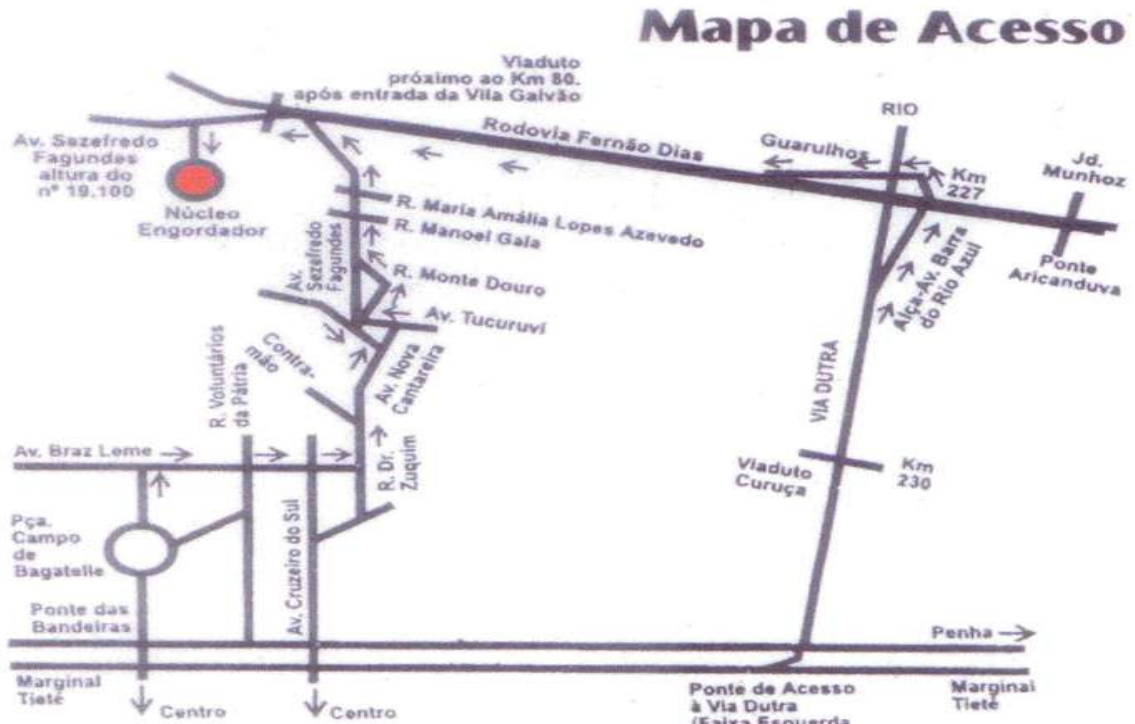 Mapa de Acesso
Viaduto
próximo ao Km 80.
após entrada da Vila Galvão
RIO
Av. Sezefredo
Fagundes
altura do
nº 19.100
Núcleo
Engordador
Rodovia Fernão Dias
Guarulhos
Km
227
Jd.
Munhoz
Ponte
Aricanduva
R. Maria Amália Lopes Azevedo
R. Manoel Gaia
Av.
Sezefredo
Fagundes
R. Monte Douro
Av. Tucuruvi
Alça-Av. Barra
do Rio Azul
Contra-
mão
Av. Nova
Cantareira
R. Voluntários
da Pátria
VIA DUTRA
Av. Braz Leme
R. Dr.
Zuquim
Viaduto
Curuça
Km
230
Pça.
Campo
de
Bagatelle
Av. Cruzeiro do Sul
Ponte das
Bandeiras
Penha
Marginal
Tietê
Centro
Centro
Ponte de Acesso
à Via Dutra
(Faixa Esquerda
Marginal
Tietê